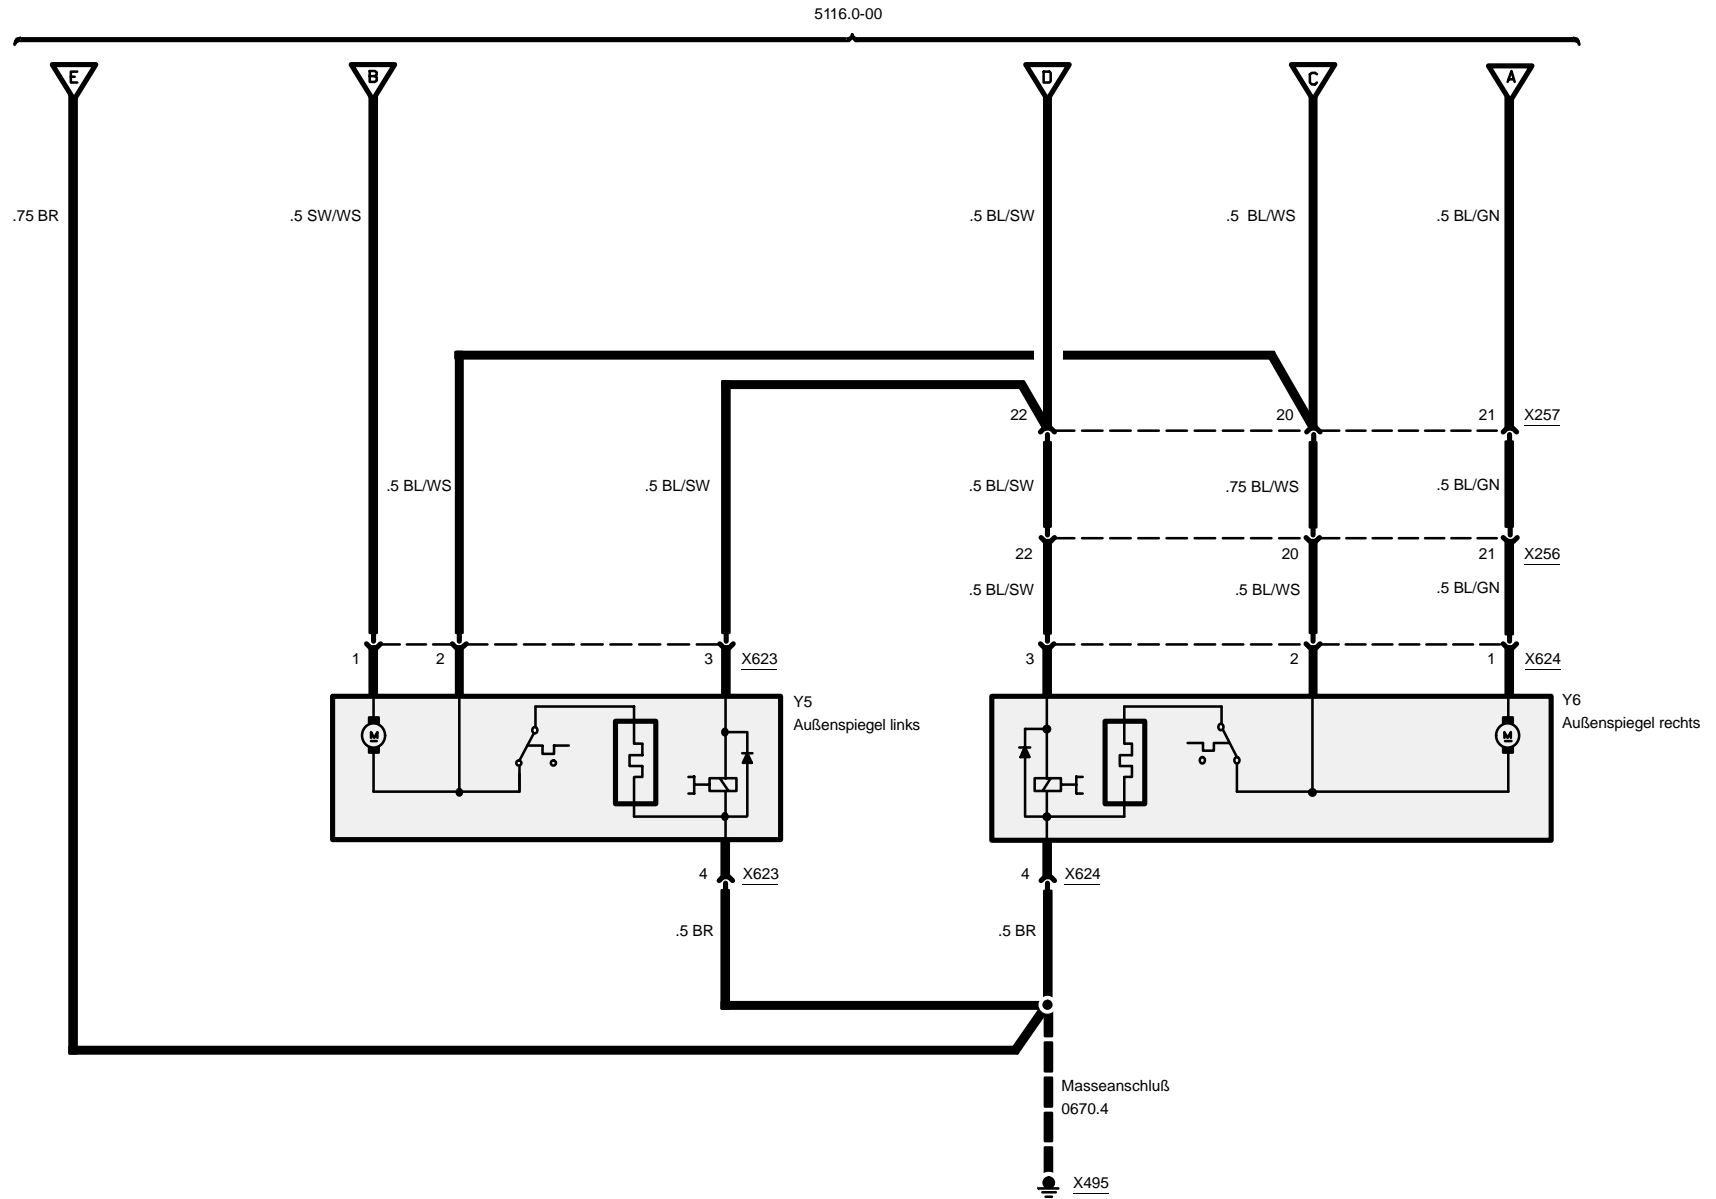 5116.0-00
E
B
D
C
A
.75 BR
.5 SW/WS
.5 BL/SW
.5 BL/WS
.5 BL/GN
22
20
21
X257
.5 BL/WS
.5 BL/SW
.5 BL/SW
.75 BL/WS
.5 BL/GN
22
20
21
X256
.5 BL/SW
.5 BL/WS
.5 BL/GN
1
2
3
X623
3
2
1
X624
Y5
Außenspiegel links
M
Y6
Außenspiegel rechts
M
4
X623
4
X624
.5 BR
.5 BR
Masseanschluß
0670.4
X495